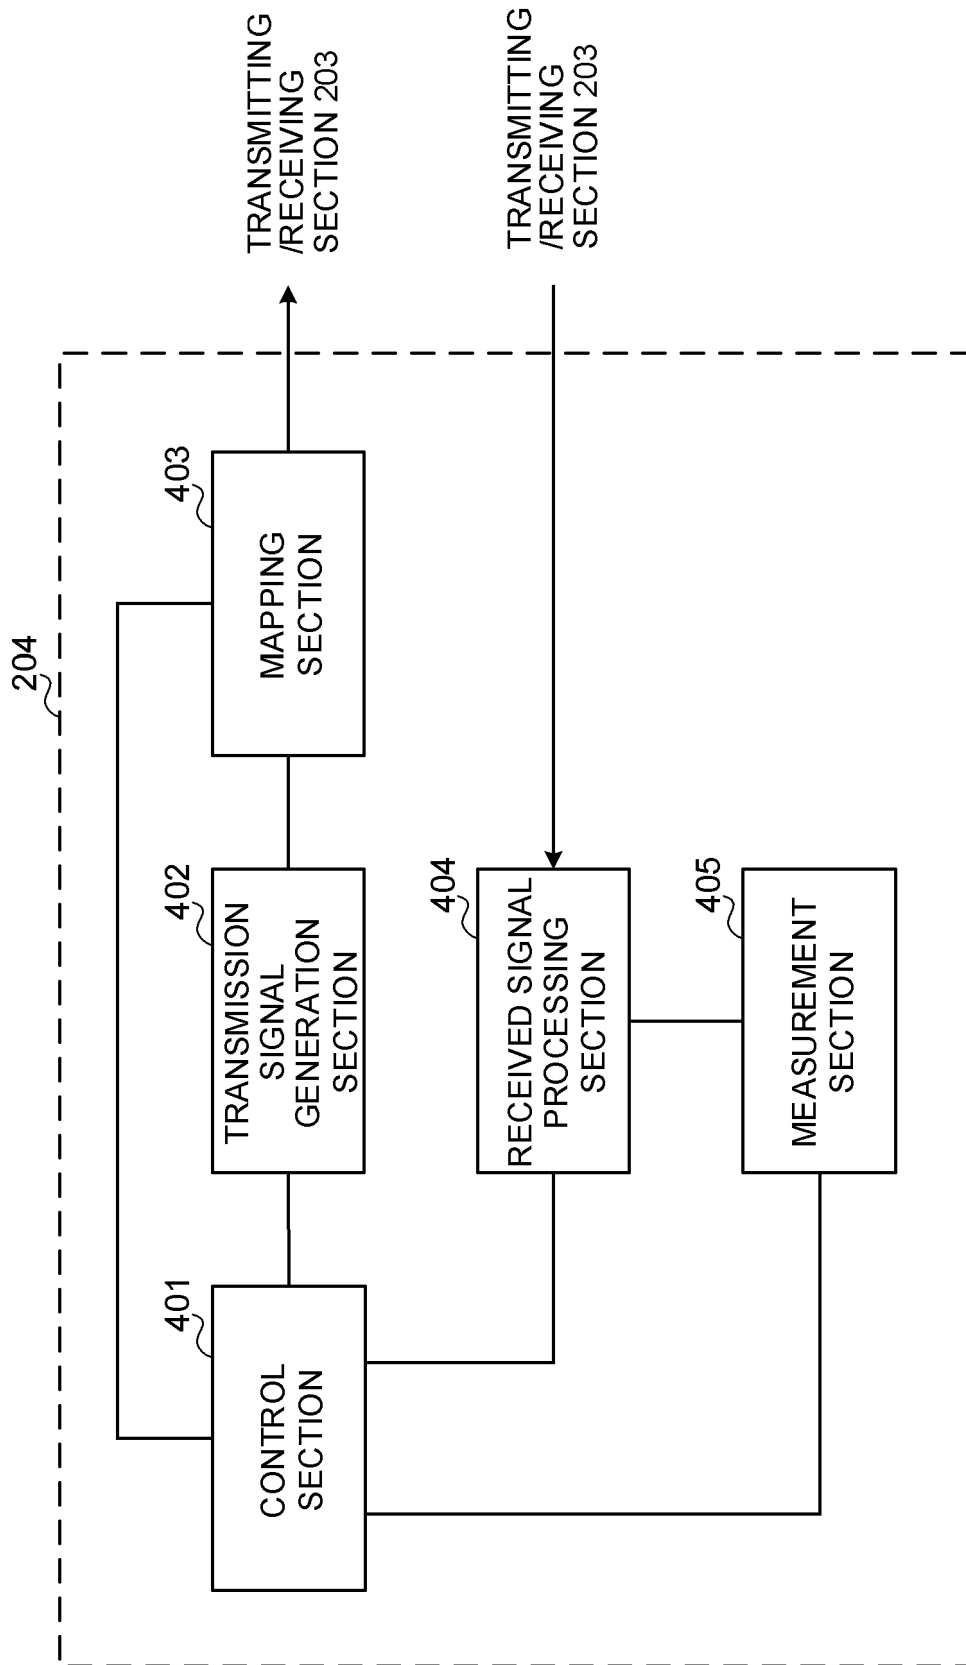 204
401
CONTROL
SECTION
402
TRANSMISSION
SIGNAL
GENERATION
SECTION
403
MAPPING
SECTION
TRANSMITTING
/RECEIVING
SECTION 203
404
RECEIVED SIGNAL
PROCESSING
SECTION
TRANSMITTING
/RECEIVING
SECTION 203
405
MEASUREMENT
SECTION